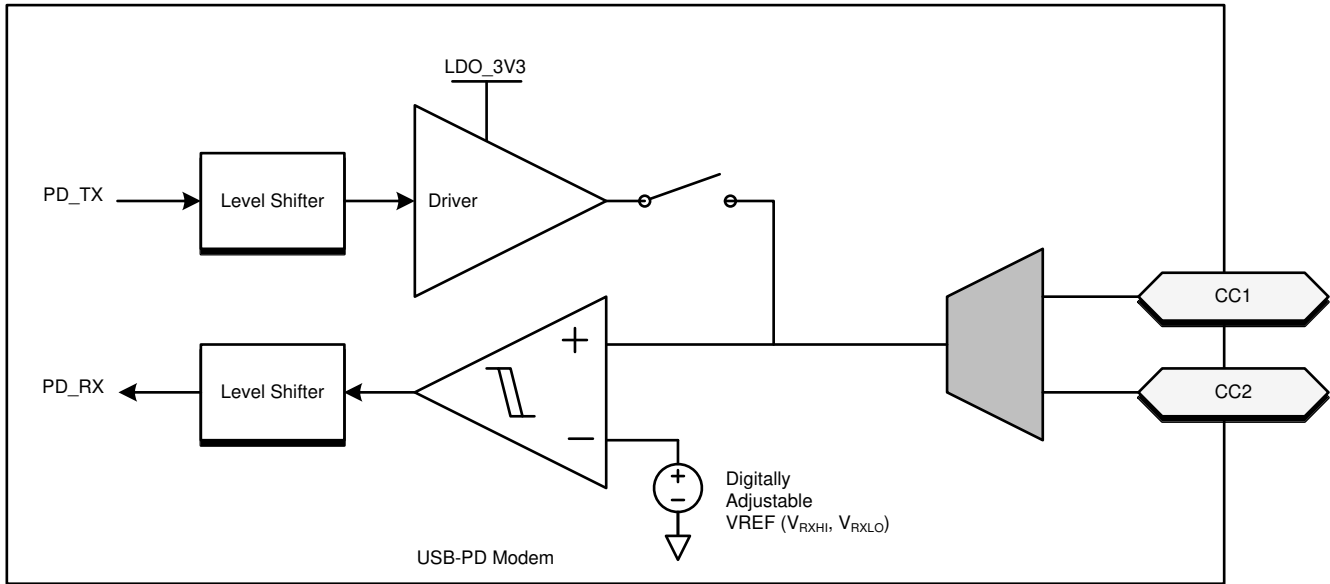 LDO_3V3
PD_TX
Level Shifter
Driver
CC1
+
PD_RX
Level Shifter
CC2
−
+
−
Digitally
Adjustable
VREF (VRXHI, VRXLO)
USB-PD Modem